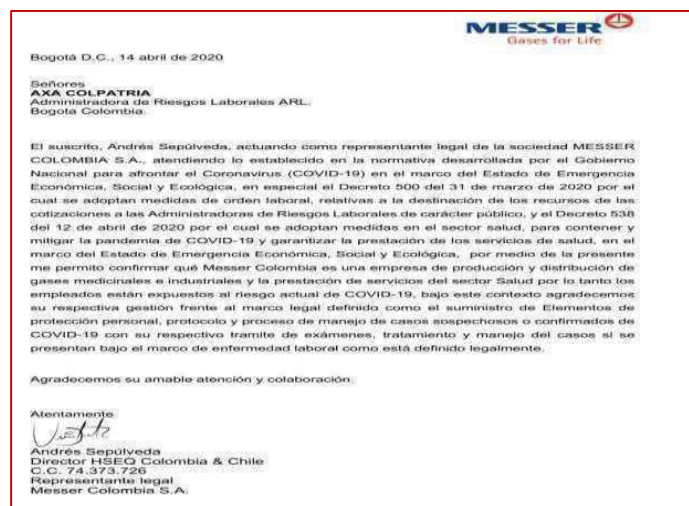 MESSER
Gases for Life
Bogotá D.C., 14 abril de 2020
Señores
AXA COLPATRIA
Administradora de Riesgos Laborales ARL.
Bogota Colombia.
El suscrito, Andrés Sepúlveda, actuando como representante legal de la sociedad MESSER
COLOMBIA S.A., atendiendo lo establecido en la normativa desarrollada por el Gobierno
Nacional para afrontar el Coronavirus (COVID-19) en el marco del Estado de Emergencia
Económica, Social y Ecológica, en especial el Decreto 500 del 31 de marzo de 2020 por el
cual se adoptan medidas de orden laboral, relativas a la destinación de los recursos de las
cotizaciones a las Administradoras de Riesgos Laborales de carácter público, y el Decreto 538
del 12 de abril de 2020 por el cual se adoptan medidas en el sector salud, para contener y
mitigar la pandemia de COVID-19 y garantizar la prestación de los servicios de salud, en el
marco del Estado de Emergencia Económica, Social y Ecológica, por medio de la presente
me permito confirmar qué Messer Colombia es una empresa de producción y distribución de
gases medicinales e industriales y la prestación de servicios del sector Salud por lo tanto los
empleados están expuestos al riesgo actual de COVID-19, bajo este contexto agradecemos
su respectiva gestión frente al marco legal definido como el suministro de Elementos de
protección personal, protocolo y proceso de manejo de casos sospechosos o confirmados de
COVID-19 con su respectivo tramite de exámenes, tratamiento y manejo del casos si se
presentan bajo el marco de enfermedad laboral como está definido legalmente.
Agradecemos su amable atención y colaboración.
Atentamente
Andrés Sepúlveda
Director HSEQ Colombia & Chile
C.C. 74.373.726
Representante legal
Messer Colombia S.A.